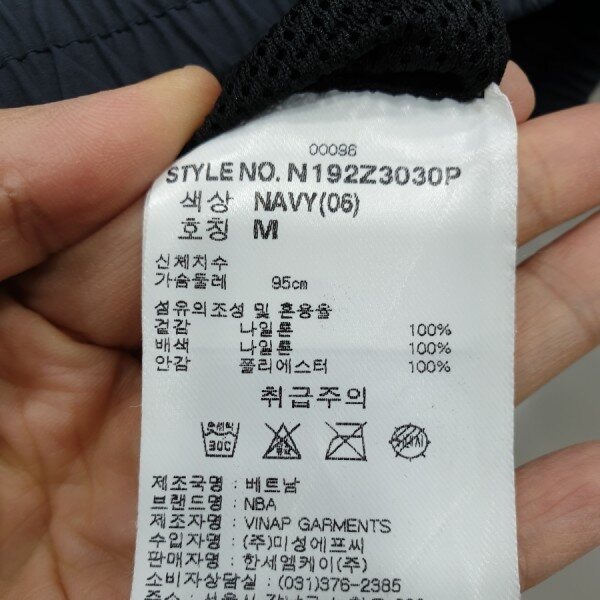 00096
STYLE NO. N192Z3030P
색상 NAVY(06)
호칭 M
신체치수
가슴둘레 95cm
섬유의조성 및 혼용율
겉감 나일론 100%
배색 나일론 100%
안감 폴리에스터 100%
취급주의
30C
제조국명 : 베트남
브랜드명 : NBA
제조자명 : VINAP GARMENTS
수입자명 : (주)미성에프씨
판매자명 : 한세엠케이(주)
소비자상담실 : (031)376-2385